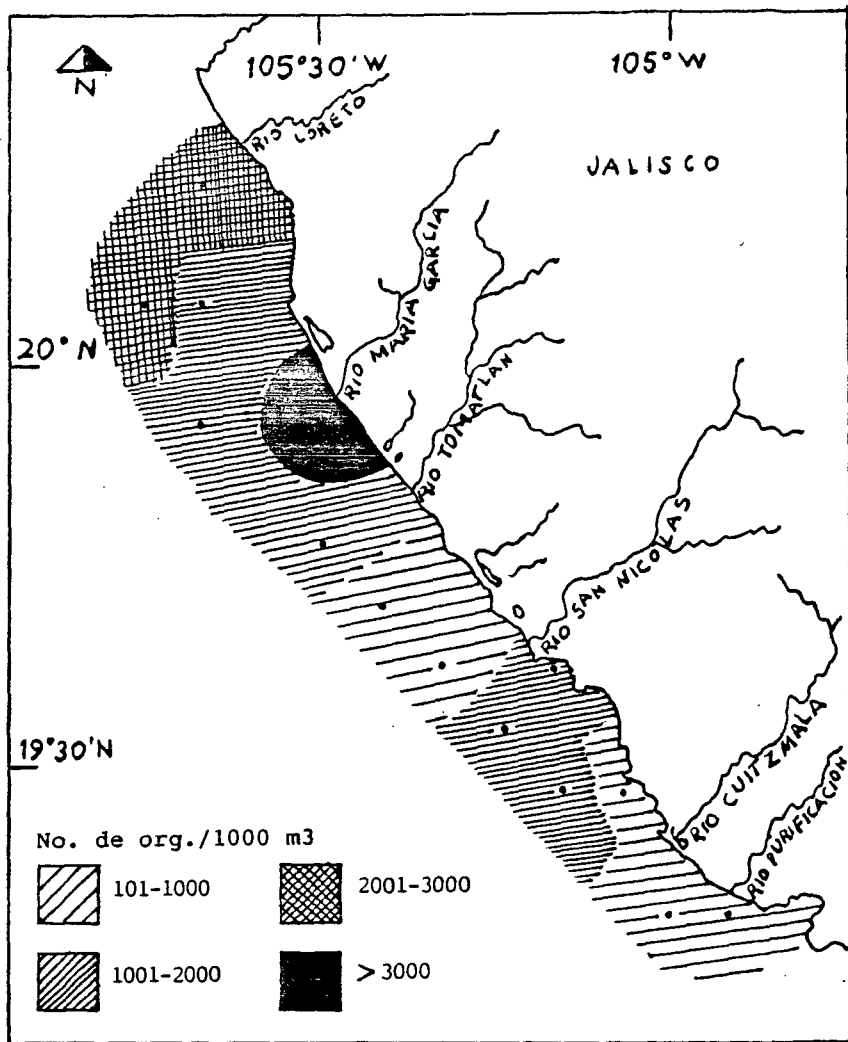 105°30'W
105°W
N
RIO LORETO
JALISCO
RIO MARIA GARCIA
20°N
RIO TOMATLAN
RIO SAN NICOLAS
19°30'N
RIO CUITZMALA
RIO PURIFICACION
No. de org./1000 m3
101-1000
2001-3000
1001-2000
>3000